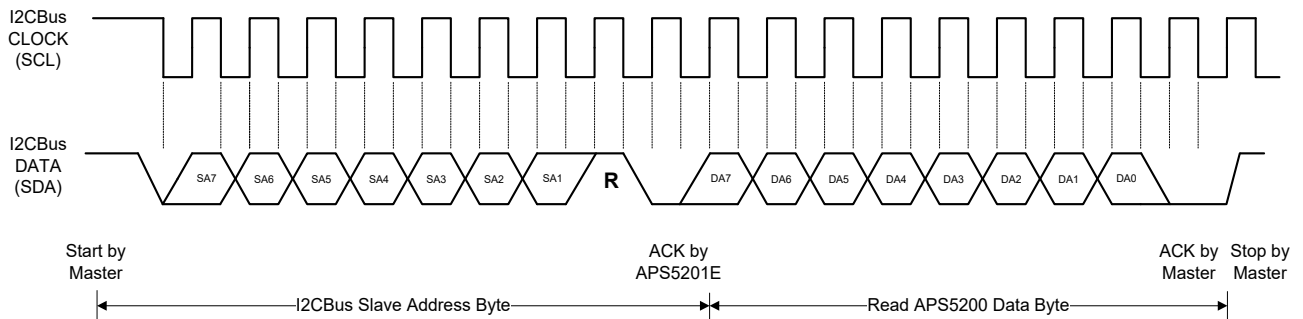 I2CBus
CLOCK
(SCL)
I2CBus
DATA
(SDA)
SA7 SA6 SA5 SA4 SA3 SA2 SA1 R DA7 DA6 DA5 DA4 DA3 DA2 DA1 DA0
Start by
Master
ACK by
APS5201E
ACK by
Master
Stop by
Master
I2CBus Slave Address Byte
Read APS5200 Data Byte